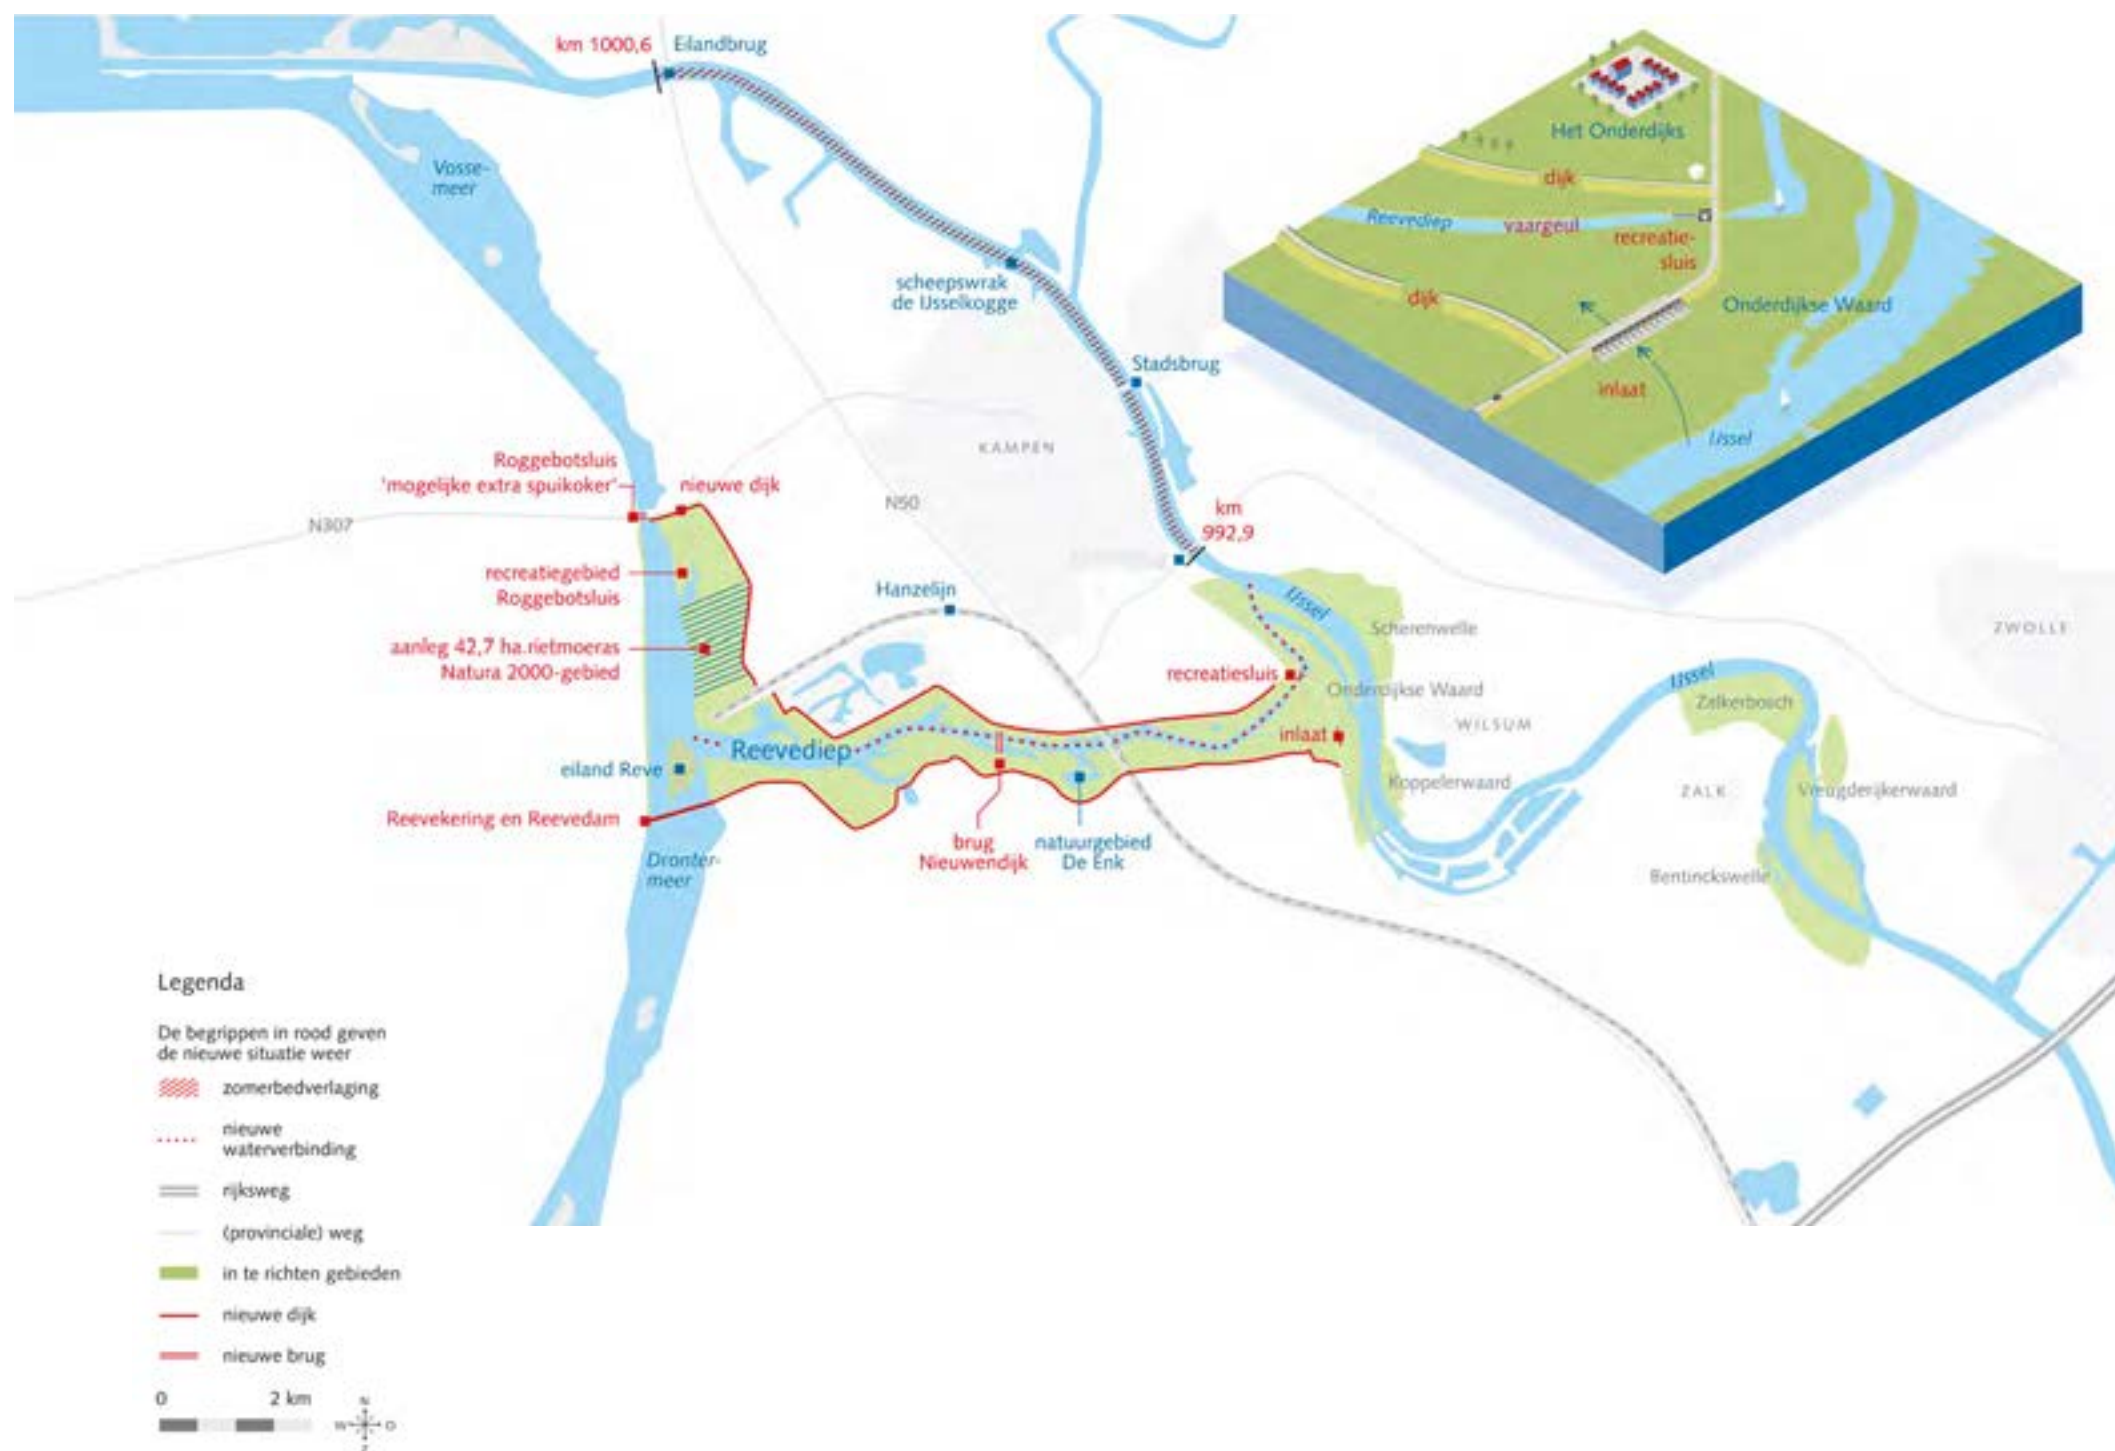 km 1000,6
Eilandbrug
Vosse-
meer
scheepswrak
de IJsselkogge
Stadsbrug
KAMPEN
N50
N307
Roggebotsluis
'mogelijke extra spuikoker'
nieuwe dijk
km
992,9
recreatiegebied
Roggebotsluis
Hanzelijn
aanleg 42,7 ha.rietmoeras
Natura 2000-gebied
IJssel
Scherenwelle
recreatiesluis
Onderdijkse Waard
WILSUM
IJssel
Zalkerbosch
ZWOLLE
Reevediep
inlaat
eiland Reve
Koppelerwaard
ZALK
Vreugderijkerwaard
Reevekering en Reevedam
brug
Nieuwendijk
natuurgebied
De Enk
Dronter-
meer
Bentinckswelle
Het Onderdijks
dijk
Reevediep
vaargeul
recreatie-
sluis
dijk
Onderdijkse Waard
inlaat
IJssel
Legenda
De begrippen in rood geven
de nieuwe situatie weer
zomerbedverlaging
nieuwe
waterverbinding
rijksweg
(provinciale) weg
in te richten gebieden
nieuwe dijk
nieuwe brug
0 2 km
N
W O
Z